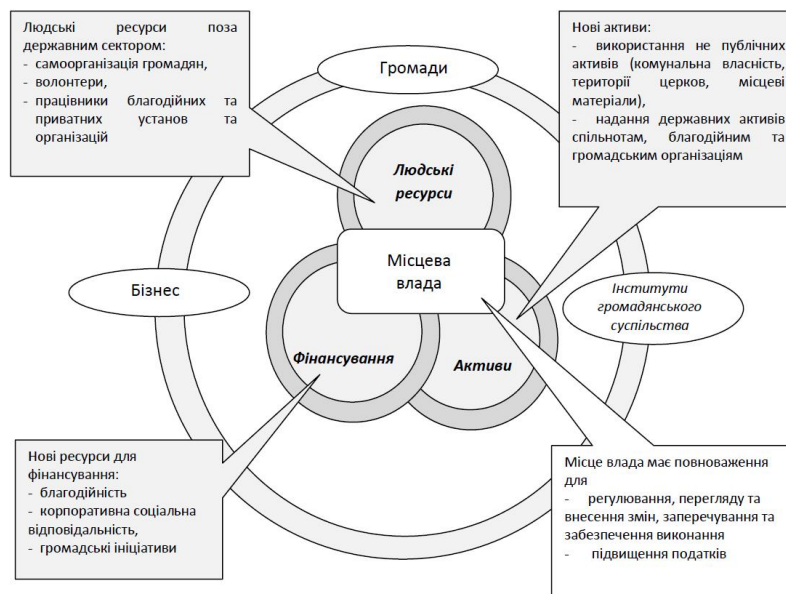 Людські ресурси поза
державним сектором:
- самоорганізація громадян,
- волонтери,
- працівники благодійних та
приватних установ та
організацій
Громади
Нові активи:
- використання не публічних
активів (комунальна власність,
території церков, місцеві
матеріали),
- надання державних активів
спільнотам, благодійним та
громадським організаціям
Людські
ресурси
Місцева
влада
Бізнес
Інститути
громадянського
суспільства
Фінансування
Активи
Нові ресурси для
фінансування:
- благодійність
- корпоративна соціальна
відповідальність,
- громадські ініціативи
Місце влада має повноваження
для
- регулювання, перегляду та
внесення змін, заперечування та
забезпечення виконання
- підвищення податків